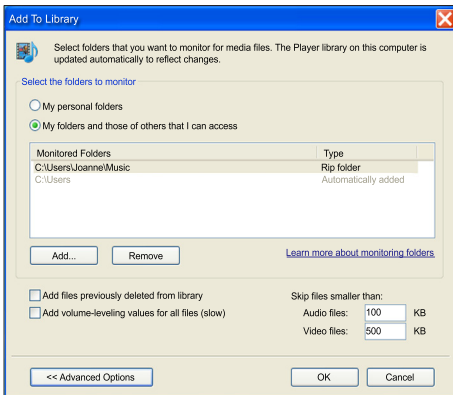 Add To Library
Select folders that you want to monitor for media files. The Player library on this computer is
updated automatically to reflect changes.
Select the folders to monitor
My personal folders
My folders and those of others that I can access
Monitored Folders Type
C:\Users\Joanne\Music Rip folder
C:\Users Automatically added
Add... Remove Learn more about monitoring folders
Add files previously deleted from library Skip files smaller than:
Add volume-leveling values for all files (slow) Audio files: 100 KB
Video files: 500 KB
<< Advanced Options OK Cancel